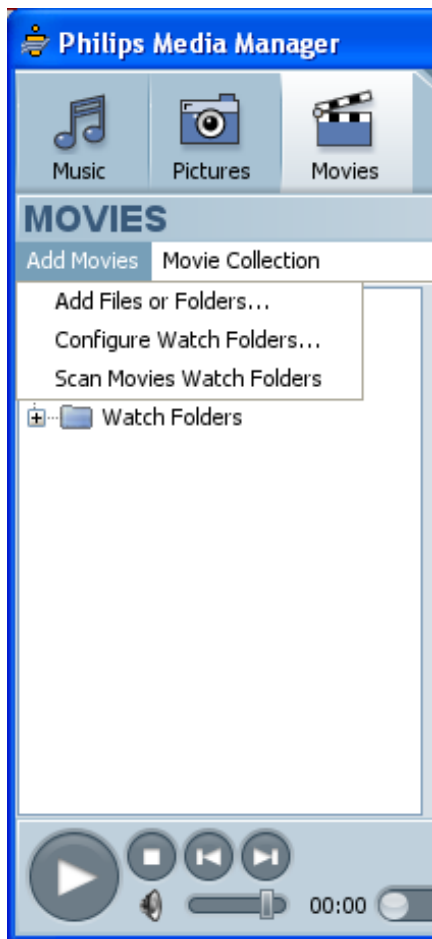 Philips Media Manager
Music Pictures Movies
MOVIES
Add Movies Movie Collection
Add Files or Folders...
Configure Watch Folders...
Scan Movies Watch Folders
Watch Folders
00:00